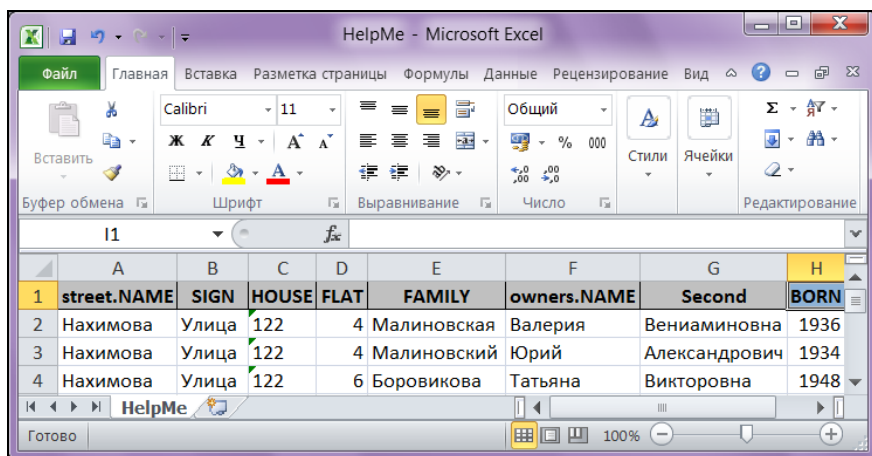 HelpMe - Microsoft Excel
Файл Главная Вставка Разметка страницы Формулы Данные Рецензирование Вид
Calibri 11 Общий
Вставить Ж К Ч A A % 000 Стили Ячейки Σ
Буфер обмена Шрифт Выравнивание Число Редактирование
I1 fx
A B C D E F G H
1 street.NAME SIGN HOUSE FLAT FAMILY owners.NAME Second BORN
2 Нахимова Улица 122 4 Малиновская Валерия Вениаминовна 1936
3 Нахимова Улица 122 4 Малиновский Юрий Александрович 1934
4 Нахимова Улица 122 6 Боровикова Татьяна Викторовна 1948
HelpMe
Готово 100%